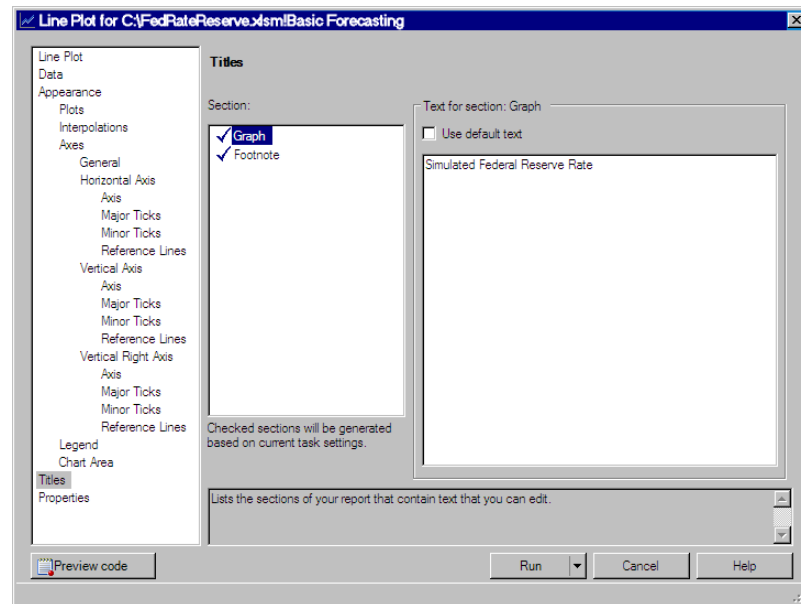 Line Plot for C:\FedRateReserve.xlsm!Basic Forecasting
Line Plot
Data
Appearance
Plots
Interpolations
Axes
General
Horizontal Axis
Axis
Major Ticks
Minor Ticks
Reference Lines
Vertical Axis
Axis
Major Ticks
Minor Ticks
Reference Lines
Vertical Right Axis
Axis
Major Ticks
Minor Ticks
Reference Lines
Legend
Chart Area
Titles
Properties
Titles
Section:
Graph
Footnote
Checked sections will be generated
based on current task settings.
Text for section: Graph
Use default text
Simulated Federal Reserve Rate
Lists the sections of your report that contain text that you can edit.
Preview code
Run
Cancel
Help